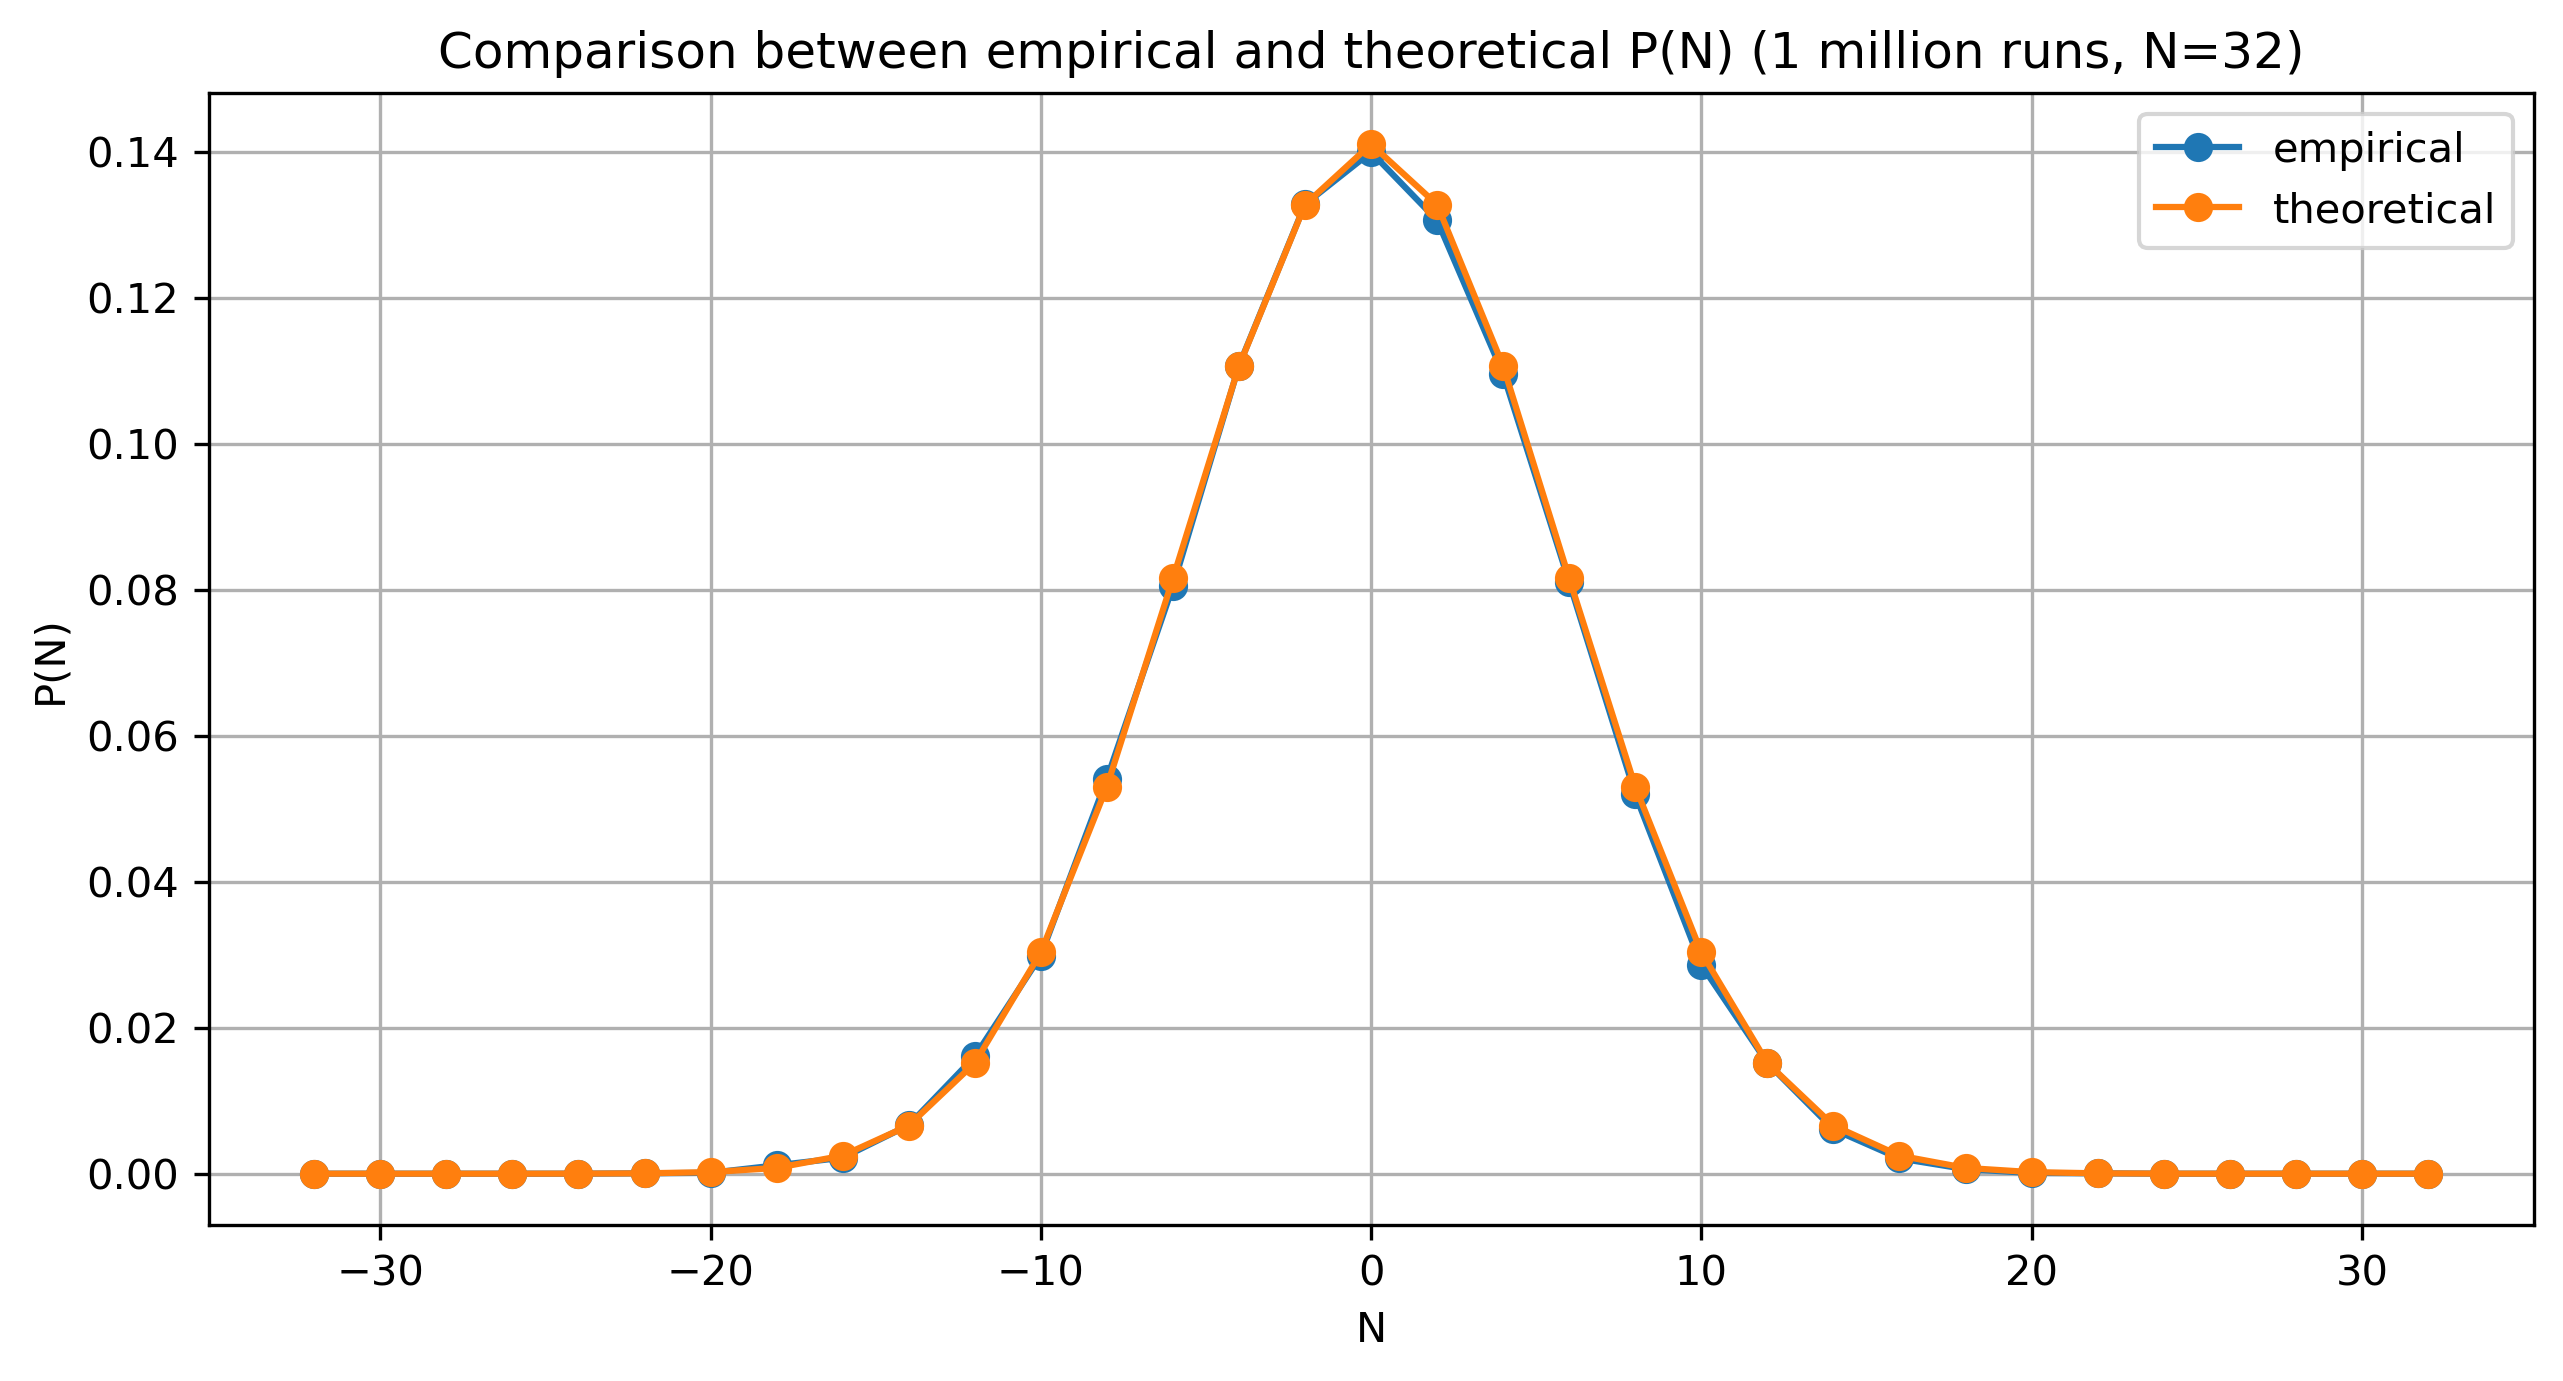 Comparison between empirical and theoretical P(N) (1 million runs, N=32)
empirical
theoretical
0.14
0.12
0.10
0.08
0.06
0.04
0.02
0.00
P(N)
−30 −20 −10 0 10 20 30
N